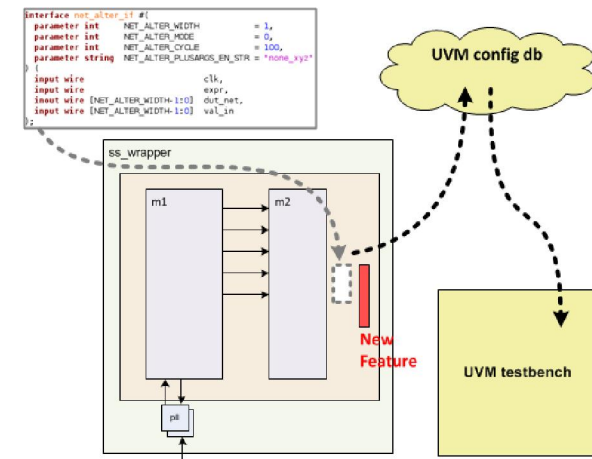 interface net_alter_if #(
parameter int NET_ALTER_WIDTH = 1,
parameter int NET_ALTER_MODE = 0,
parameter int NET_ALTER_CYCLE = 100,
parameter string NET_ALTER_PLUSARGS_EN_STR = "none_xyz"
) (
input wire clk,
input wire expr,
inout wire [NET_ALTER_WIDTH-1:0] dut_net,
input wire [NET_ALTER_WIDTH-1:0] val_in
);
UVM config db
ss_wrapper
m1
m2
New
Feature
UVM testbench
pll